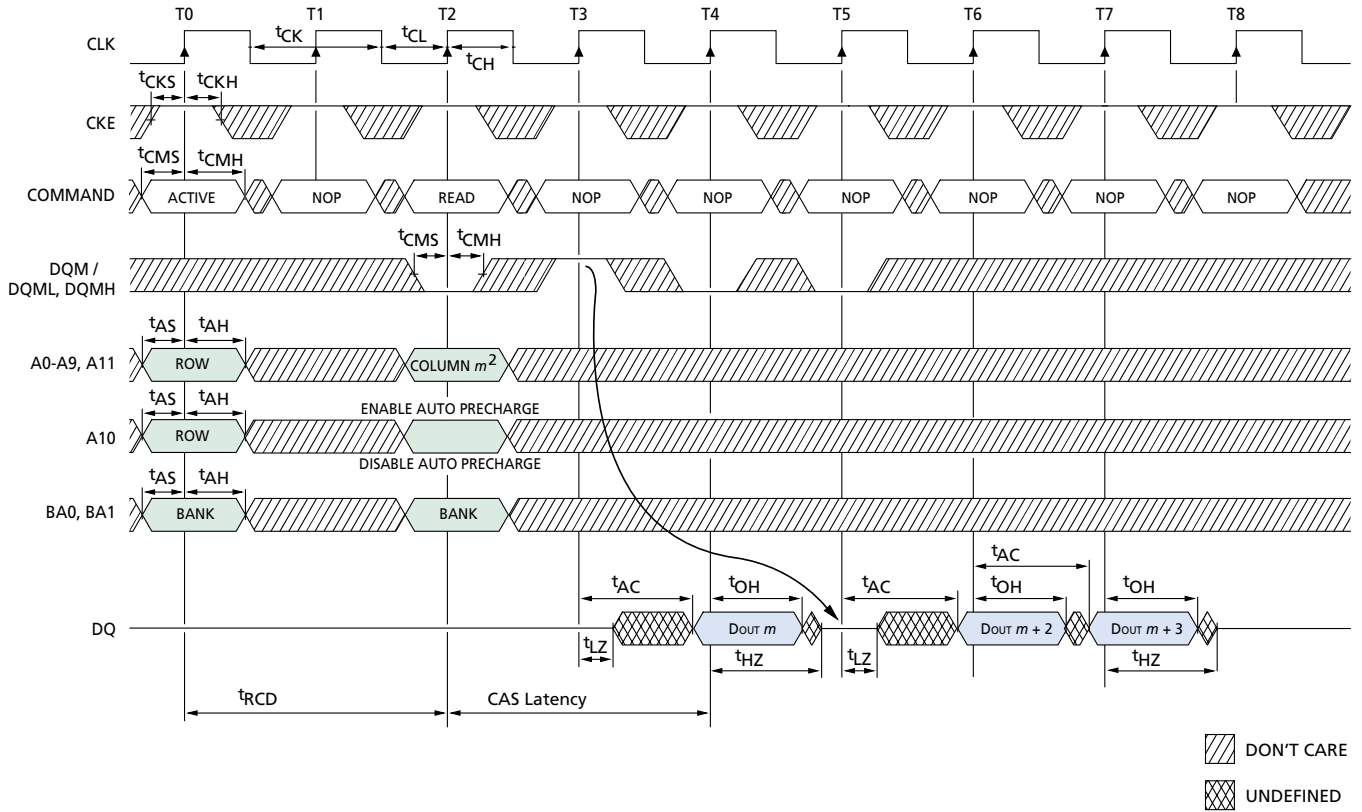 T0 T1 T2 T3 T4 T5 T6 T7 T8
CLK
tCK tCL
tCH
tCKS tCKH
CKE
tCMS tCMH
COMMAND
ACTIVE NOP READ NOP NOP NOP NOP NOP NOP
tCMS tCMH
DQM /
DQML, DQMH
tAS tAH
A0-A9, A11
ROW COLUMN m2
tAS tAH ENABLE AUTO PRECHARGE
A10
ROW
DISABLE AUTO PRECHARGE
tAS tAH
BA0, BA1
BANK BANK
tAC
tAC tOH tAC tOH tOH
DQ
DOUT m DOUT m + 2 DOUT m + 3
tLZ tHZ tLZ tHZ
tRCD CAS Latency
DON'T CARE
UNDEFINED